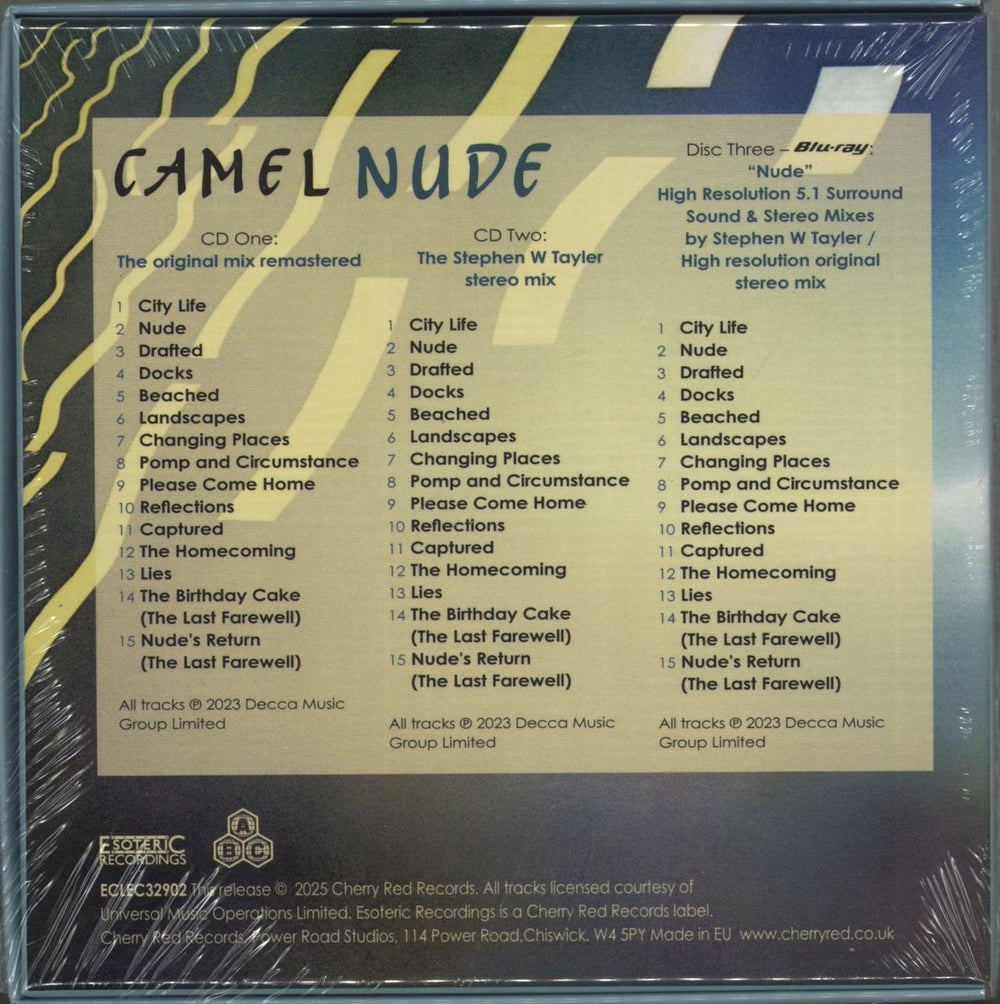 CAMEL NUDE
CD One:
The original mix remastered
1 City Life
2 Nude
3 Drafted
4 Docks
5 Beached
6 Landscapes
7 Changing Places
8 Pomp and Circumstance
9 Please Come Home
10 Reflections
11 Captured
12 The Homecoming
13 Lies
14 The Birthday Cake
(The Last Farewell)
15 Nude's Return
(The Last Farewell)
All tracks ℗ 2023 Decca Music
Group Limited
CD Two:
The Stephen W Tayler
stereo mix
1 City Life
2 Nude
3 Drafted
4 Docks
5 Beached
6 Landscapes
7 Changing Places
8 Pomp and Circumstance
9 Please Come Home
10 Reflections
11 Captured
12 The Homecoming
13 Lies
14 The Birthday Cake
(The Last Farewell)
15 Nude's Return
(The Last Farewell)
All tracks ℗ 2023 Decca Music
Group Limited
Disc Three – Blu-ray:
“Nude”
High Resolution 5.1 Surround
Sound & Stereo Mixes
by Stephen W Tayler /
High resolution original
stereo mix
1 City Life
2 Nude
3 Drafted
4 Docks
5 Beached
6 Landscapes
7 Changing Places
8 Pomp and Circumstance
9 Please Come Home
10 Reflections
11 Captured
12 The Homecoming
13 Lies
14 The Birthday Cake
(The Last Farewell)
15 Nude's Return
(The Last Farewell)
All tracks ℗ 2023 Decca Music
Group Limited
ESOTERIC
RECORDINGS
A
B C
ECLEC32902 This release © 2025 Cherry Red Records. All tracks licensed courtesy of
Universal Music Operations Limited. Esoteric Recordings is a Cherry Red Records label.
Cherry Red Records, Power Road Studios, 114 Power Road,Chiswick. W4 5PY Made in EU www.cherryred.co.uk